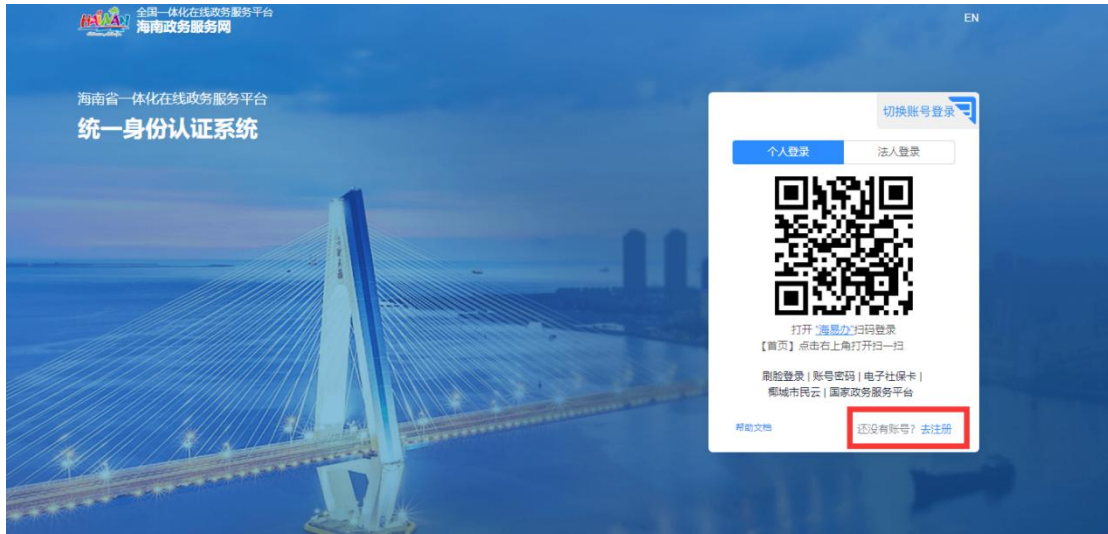 HAINAN
全国一体化在线政务服务平台
海南政务服务网
EN
海南省一体化在线政务服务平台
统一身份认证系统
切换账号登录
个人登录 法人登录
打开 "海易办"扫码登录
【首页】点击右上角打开扫一扫
刷脸登录 | 账号密码 | 电子社保卡 |
椰城市民云 | 国家政务服务平台
帮助文档 还没有账号? 去注册